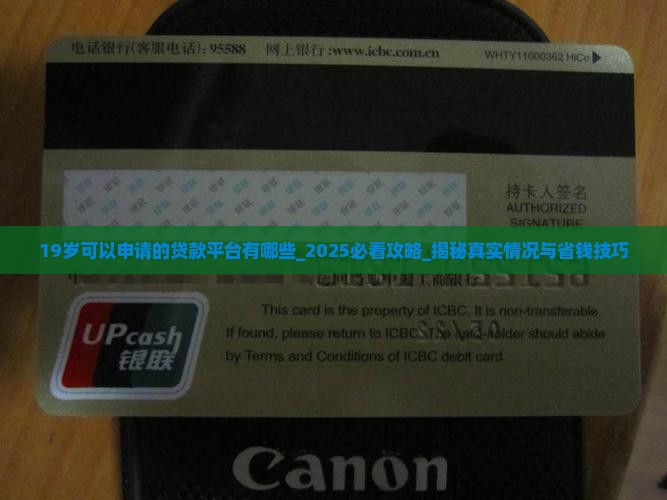 电话银行(客服电话):95588 网上银行:www.icbc.com.cn
WHTY11000362 HiCo
持卡人签名
AUTHORIZED
SIGNATURE
19岁可以申请的贷款平台有哪些_2025必看攻略_揭秘真实情况与省钱技巧
This card is the property of ICBC. It is non-transferable.
If found, please return to ICBC. The card-holder should abide
by Terms and Conditions of ICBC debit card.
UPcash
银联
Canon